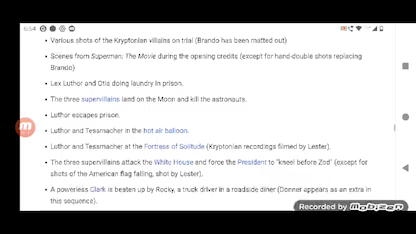 6:54
Various shots of the Kryptonian villains on trial (Brando has been matted out)
Scenes from Superman: The Movie during the opening credits (except for hand-double shots replacing
Brando)
Lex Luthor and Otis doing laundry in prison.
The three supervillains land on the Moon and kill the astronauts.
Luthor escapes prison.
Luthor and Tessmacher in the hot air balloon.
Luthor and Tessmacher at the Fortress of Solitude (Kryptonian recordings filmed by Lester).
The three supervillains attack the White House and force the President to "kneel before Zod" (except for
shots of the American flag falling, shot by Lester).
A powerless Clark is beaten up by Rocky, a truck driver in a roadside diner (Donner appears as an extra in
this sequence).
Recorded by Mobizen